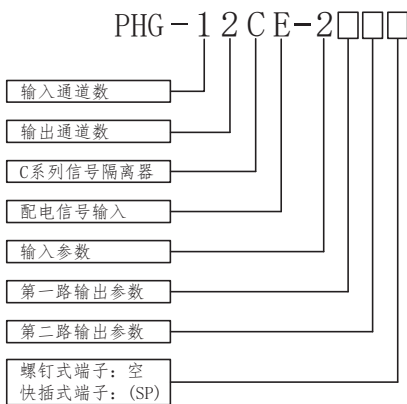 PHG-12CE-2□□□
输入通道数
输出通道数
C系列信号隔离器
配电信号输入
输入参数
第一路输出参数
第二路输出参数
螺钉式端子：空
快插式端子：(SP)